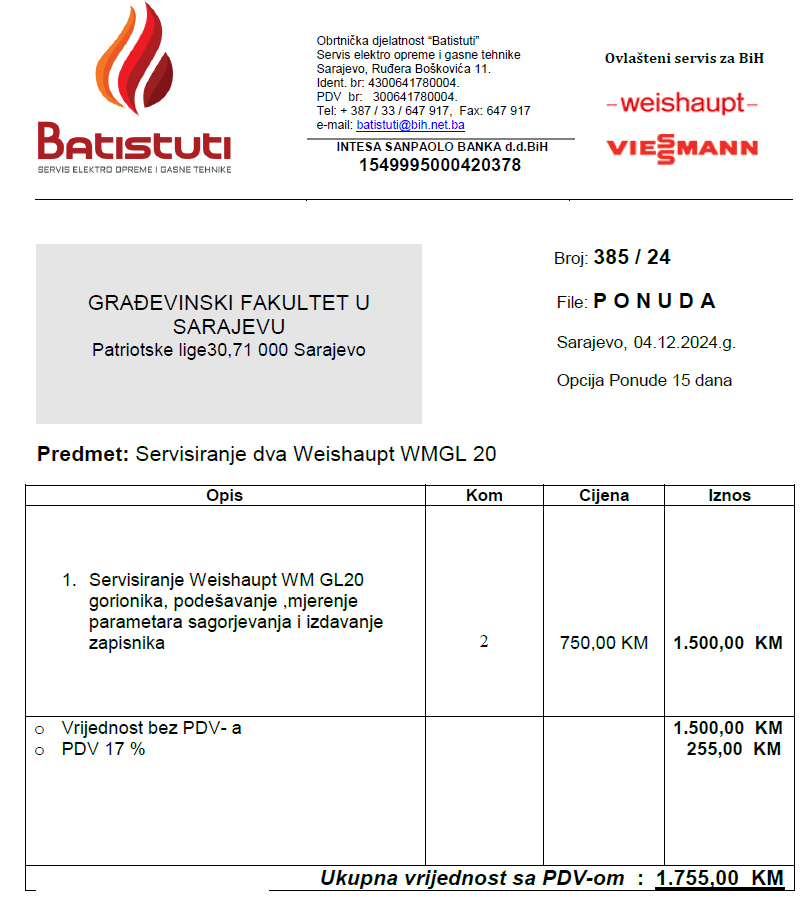 Batistuti
SERVIS ELEKTRO OPREME I GASNE TEHNIKE
Obrtnička djelatnost “Batistuti”
Servis elektro opreme i gasne tehnike
Sarajevo, Ruđera Boškovića 11.
Ident. br: 4300641780004.
PDV br: 300641780004.
Tel: + 387 / 33 / 647 917, Fax: 647 917
e-mail: batistuti@bih.net.ba
INTESA SANPAOLO BANKA d.d.BiH
1549995000420378
Ovlašteni servis za BiH
–weishaupt–
VIESSMANN
GRAĐEVINSKI FAKULTET U
SARAJEVU
Patriotske lige30,71 000 Sarajevo
Broj: 385 / 24
File: P O N U D A
Sarajevo, 04.12.2024.g.
Opcija Ponude 15 dana
Predmet: Servisiranje dva Weishaupt WMGL 20
Opis Kom Cijena Iznos
1. Servisiranje Weishaupt WM GL20
gorionika, podešavanje ,mjerenje
parametara sagorjevanja i izdavanje
zapisnika 2 750,00 KM 1.500,00 KM
o Vrijednost bez PDV- a 1.500,00 KM
o PDV 17 % 255,00 KM
Ukupna vrijednost sa PDV-om : 1.755,00 KM